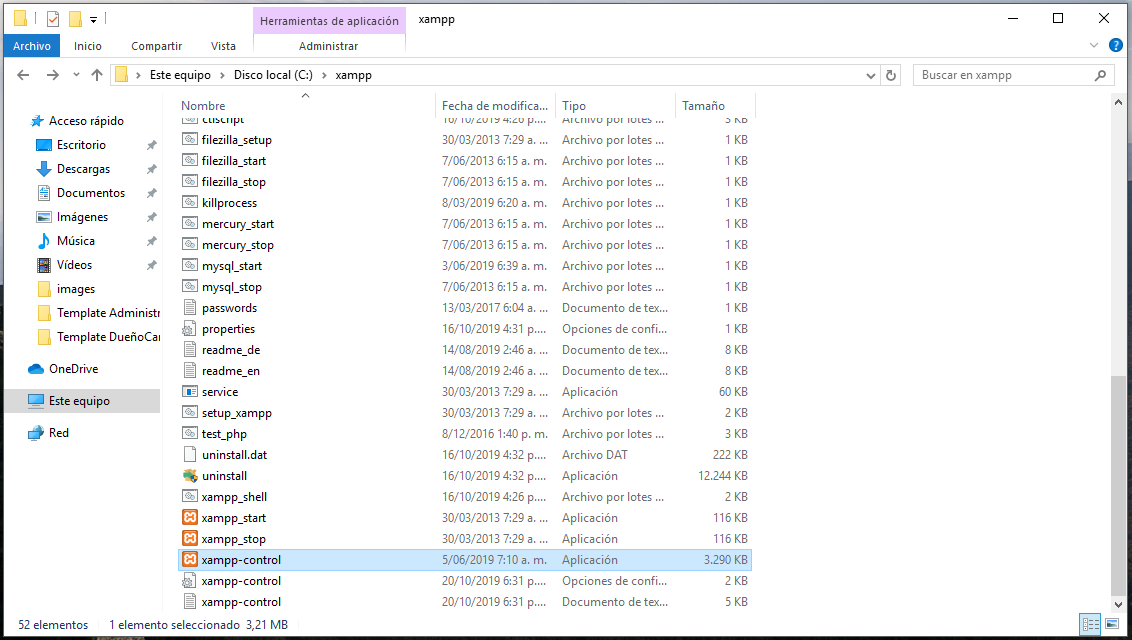 Herramientas de aplicación xampp
Archivo Inicio Compartir Vista Administrar
Este equipo Disco local (C:) xampp Buscar en xampp
Acceso rápido
Escritorio
Descargas
Documentos
Imágenes
Música
Vídeos
images
Template Administr
Template DueñoCar
OneDrive
Este equipo
Red
Nombre Fecha de modifica... Tipo Tamaño
ctlscript 16/10/2019 4:26 p.... Archivo por lotes ... 3 KB
filezilla_setup 30/03/2013 7:29 a. ... Archivo por lotes ... 1 KB
filezilla_start 7/06/2013 6:15 a. m. Archivo por lotes ... 1 KB
filezilla_stop 7/06/2013 6:15 a. m. Archivo por lotes ... 1 KB
killprocess 8/03/2019 6:20 a. m. Archivo por lotes ... 1 KB
mercury_start 7/06/2013 6:15 a. m. Archivo por lotes ... 1 KB
mercury_stop 7/06/2013 6:15 a. m. Archivo por lotes ... 1 KB
mysql_start 3/06/2019 6:39 a. m. Archivo por lotes ... 1 KB
mysql_stop 7/06/2013 6:15 a. m. Archivo por lotes ... 1 KB
passwords 13/03/2017 6:04 a. ... Documento de tex... 1 KB
properties 16/10/2019 4:31 p.... Opciones de confi... 1 KB
readme_de 14/08/2019 2:46 a. ... Documento de tex... 8 KB
readme_en 14/08/2019 2:46 a. ... Documento de tex... 8 KB
service 30/03/2013 7:29 a. ... Aplicación 60 KB
setup_xampp 30/03/2013 7:29 a. ... Archivo por lotes ... 2 KB
test_php 8/12/2016 1:40 p. m. Archivo por lotes ... 3 KB
uninstall.dat 16/10/2019 4:32 p.... Archivo DAT 222 KB
uninstall 16/10/2019 4:32 p.... Aplicación 12.244 KB
xampp_shell 16/10/2019 4:26 p.... Archivo por lotes ... 2 KB
xampp_start 30/03/2013 7:29 a. ... Aplicación 116 KB
xampp_stop 30/03/2013 7:29 a. ... Aplicación 116 KB
xampp-control 5/06/2019 7:10 a. m. Aplicación 3.290 KB
xampp-control 20/10/2019 6:31 p.... Opciones de confi... 2 KB
xampp-control 20/10/2019 6:31 p.... Documento de tex... 5 KB
52 elementos 1 elemento seleccionado 3,21 MB